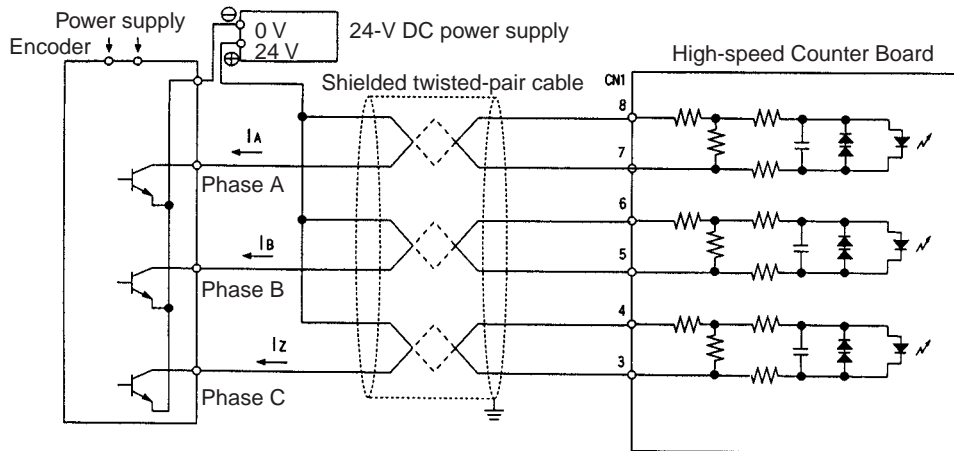 Power supply
Encoder
⊖
0 V
24 V
⊕
24-V DC power supply
Shielded twisted-pair cable
High-speed Counter Board
CN1
8
IA
7
Phase A
6
IB
5
Phase B
4
IZ
3
Phase C